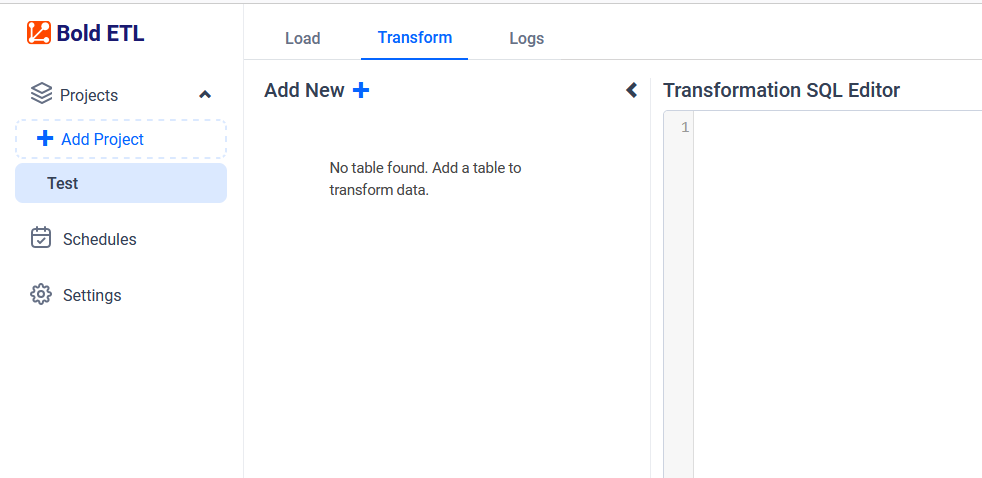 Bold ETL
Projects
Add Project
Test
Schedules
Settings
Load
Transform
Logs
Add New
No table found. Add a table to
transform data.
Transformation SQL Editor
1